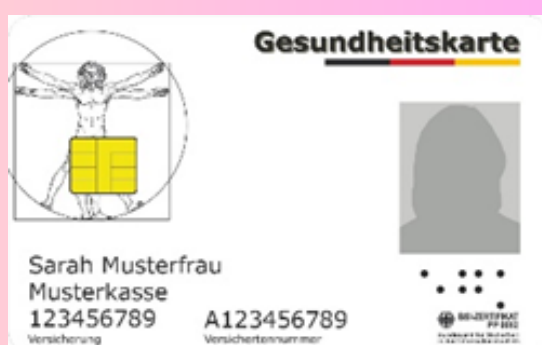 Gesundheitskarte
Sarah Musterfrau
Musterkasse
123456789 A123456789
Versicherung Versichertennummer